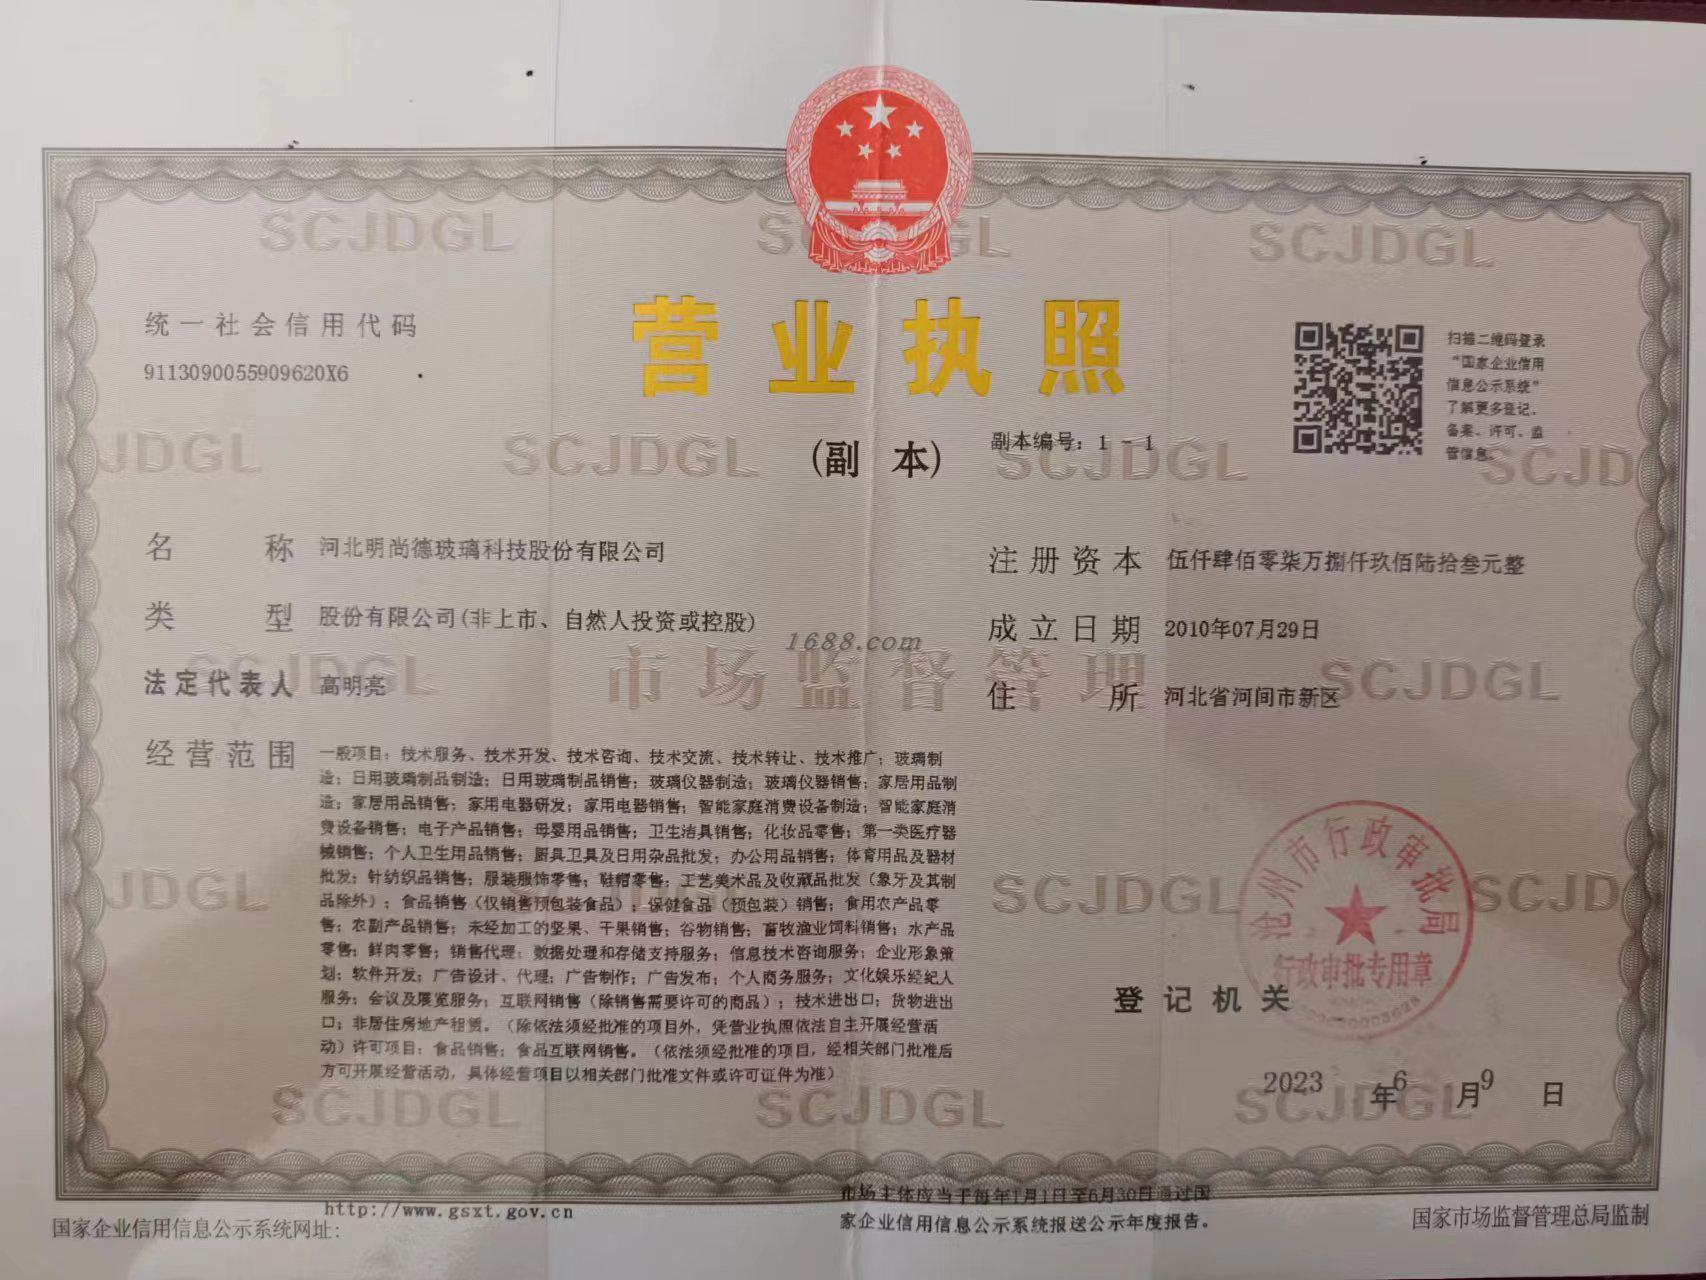 SCJDGL
SCJDGL
统一社会信用代码
9113090055909620X6
营业执照
(副 本)
副本编号：1 - 1
扫描二维码登录
“国家企业信用
信息公示系统”
了解更多登记、
备案、许可、监
管信息。
名 称 河北明尚德玻璃科技股份有限公司
类 型 股份有限公司(非上市、自然人投资或控股)
法定代表人 高明亮
经营范围 一般项目：技术服务、技术开发、技术咨询、技术交流、技术转让、技术推广；玻璃制
造；日用玻璃制品制造；日用玻璃制品销售；玻璃仪器制造；玻璃仪器销售；家居用品制
造；家居用品销售；家用电器研发；家用电器销售；智能家庭消费设备制造；智能家庭消
费设备销售；电子产品销售；母婴用品销售；卫生洁具销售；化妆品零售；第一类医疗器
械销售；个人卫生用品销售；厨具卫具及日用杂品批发；办公用品销售；体育用品及器材
批发；针纺织品销售；服装服饰零售；鞋帽零售；工艺美术品及收藏品批发（象牙及其制
品除外）；食品销售（仅销售预包装食品）；保健食品（预包装）销售；食用农产品零
售；农副产品销售；未经加工的坚果、干果销售；谷物销售；畜牧渔业饲料销售；水产品
零售；鲜肉零售；销售代理；数据处理和存储支持服务；信息技术咨询服务；企业形象策
划；软件开发；广告设计、代理；广告制作；广告发布；个人商务服务；文化娱乐经纪人
服务；会议及展览服务；互联网销售（除销售需要许可的商品）；技术进出口；货物进出
口；非居住房地产租赁。（除依法须经批准的项目外，凭营业执照依法自主开展经营活
动）许可项目：食品销售；食品互联网销售。（依法须经批准的项目，经相关部门批准后
方可开展经营活动，具体经营项目以相关部门批准文件或许可证件为准）
注册资本 伍仟肆佰零柒万捌仟玖佰陆拾叁元整
成立日期 2010年07月29日
住 所 河北省河间市新区
1688.com
市场监督管理
沧州市行政审批局
行政审批专用章
登记机关
2023 年 6 月 9 日
http://www.gsxt.gov.cn
国家企业信用信息公示系统网址：
市场主体应当于每年1月1日至6月30日通过国
家企业信用信息公示系统报送公示年度报告。
国家市场监督管理总局监制